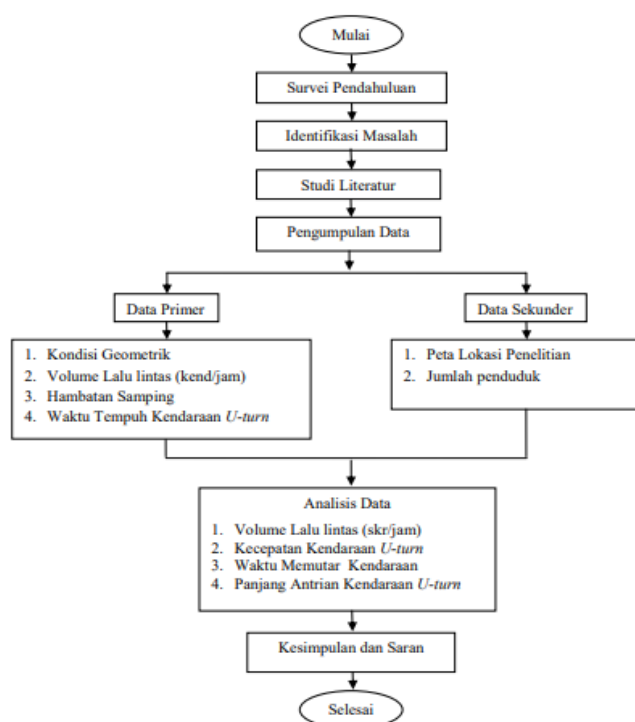 Mulai
Survei Pendahuluan
Identifikasi Masalah
Studi Literatur
Pengumpulan Data
Data Primer
Data Sekunder
1. Kondisi Geometrik
2. Volume Lalu lintas (kend/jam)
3. Hambatan Samping
4. Waktu Tempuh Kendaraan U-turn
1. Peta Lokasi Penelitian
2. Jumlah penduduk
Analisis Data
1. Volume Lalu lintas (skr/jam)
2. Kecepatan Kendaraan U-turn
3. Waktu Memutar Kendaraan
4. Panjang Antrian Kendaraan U-turn
Kesimpulan dan Saran
Selesai